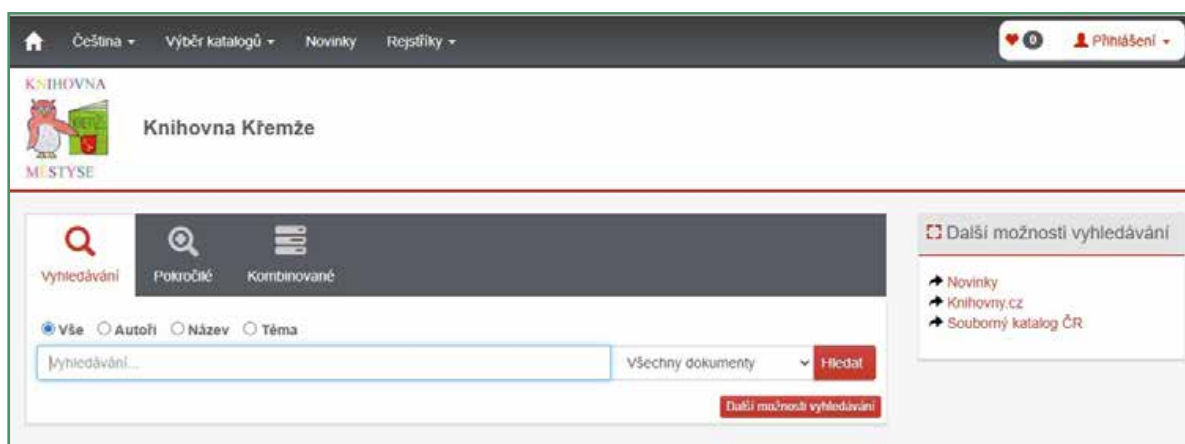 Čeština Výběr katalogů Novinky Rejstříky 0 Přihlášení
KNIHOVNA
Knihovna Křemže
MĚSTYSE
Vyhledávání Pokročilé Kombinované
Vše Autoři Název Téma
Vyhledávání... Všechny dokumenty Hledat
Další možnosti vyhledávání
Další možnosti vyhledávání
Novinky
Knihovny.cz
Souborný katalog ČR